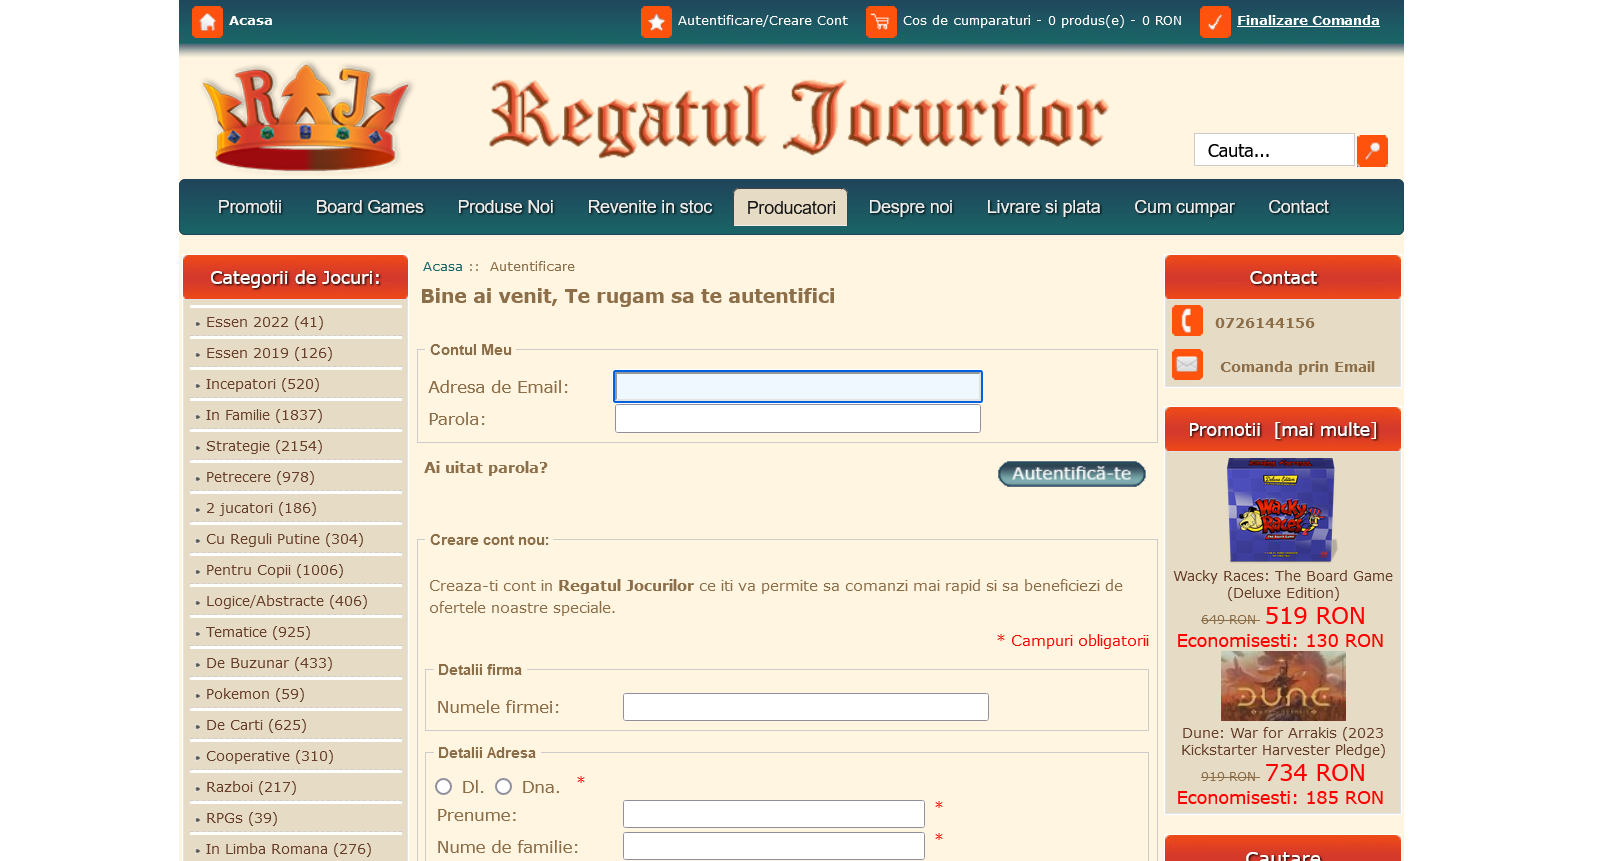 Acasa
Autentificare/Creare Cont
Cos de cumparaturi - 0 produs(e) - 0 RON
Finalizare Comanda
RAJ
Regatul Jocurilor
Cauta...
Promotii
Board Games
Produse Noi
Revenite in stoc
Producatori
Despre noi
Livrare si plata
Cum cumpar
Contact
Categorii de Jocuri:
Essen 2022 (41)
Essen 2019 (126)
Incepatori (520)
In Familie (1837)
Strategie (2154)
Petrecere (978)
2 jucatori (186)
Cu Reguli Putine (304)
Pentru Copii (1006)
Logice/Abstracte (406)
Tematice (925)
De Buzunar (433)
Pokemon (59)
De Carti (625)
Cooperative (310)
Razboi (217)
RPGs (39)
In Limba Romana (276)
Acasa :: Autentificare
Bine ai venit, Te rugam sa te autentifici
Contul Meu
Adresa de Email:
Parola:
Ai uitat parola?
Autentifică-te
Creare cont nou:
Creaza-ti cont in Regatul Jocurilor ce iti va permite sa comanzi mai rapid si sa beneficiezi de
ofertele noastre speciale.
* Campuri obligatorii
Detalii firma
Numele firmei:
Detalii Adresa
Dl. Dna. *
Prenume: *
Nume de familie: *
Contact
0726144156
Comanda prin Email
Promotii [mai multe]
Deluxe Edition
Wacky Races
The Board Game
Wacky Races: The Board Game
(Deluxe Edition)
649 RON 519 RON
Economisesti: 130 RON
DUNE
Dune: War for Arrakis (2023
Kickstarter Harvester Pledge)
919 RON 734 RON
Economisesti: 185 RON
Cautare